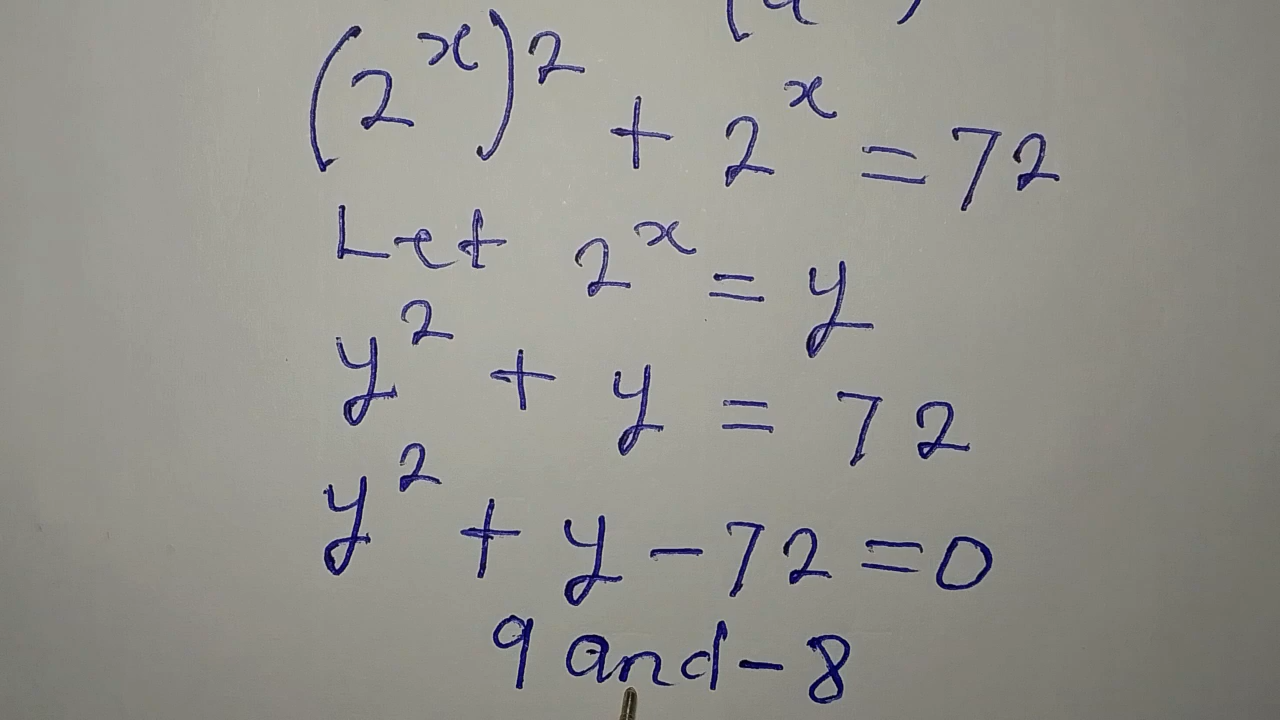 (2^x)^2 + 2^x = 72
Let 2^x = y
y^2 + y = 72
y^2 + y - 72 = 0
9 and - 8